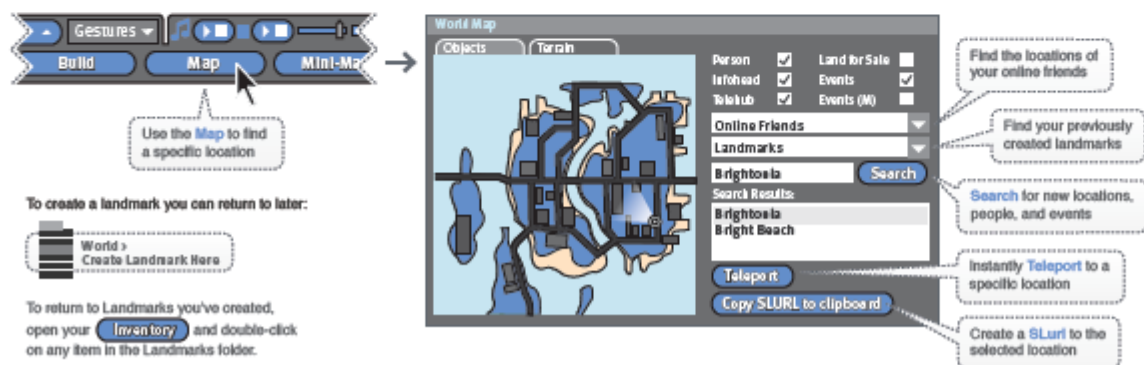 Gestures
Build
Map
Mini-Ma
Use the Map to find
a specific location
To create a landmark you can return to later:
World >
Create Landmark Here
To return to Landmarks you've created,
open your Inventory and double-click
on any item in the Landmarks folder.
World Map
Objects
Terrain
Person
Land for Sale
Infohead
Events
Telehub
Events (M)
Online Friends
Landmarks
Brightonia
Search
Search Results:
Brightonia
Bright Beach
Teleport
Copy SLURL to clipboard
Find the locations of
your online friends
Find your previously
created landmarks
Search for new locations,
people, and events
Instantly Teleport to a
specific location
Create a SLurl to the
selected location